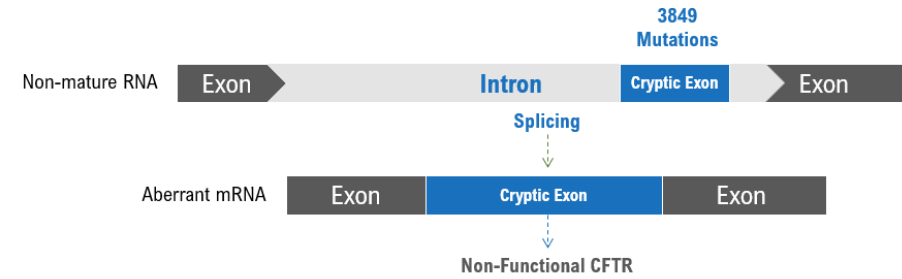 3849
Mutations
Non-mature RNA Exon Intron Cryptic Exon Exon
Splicing
Aberrant mRNA Exon Cryptic Exon Exon
Non-Functional CFTR